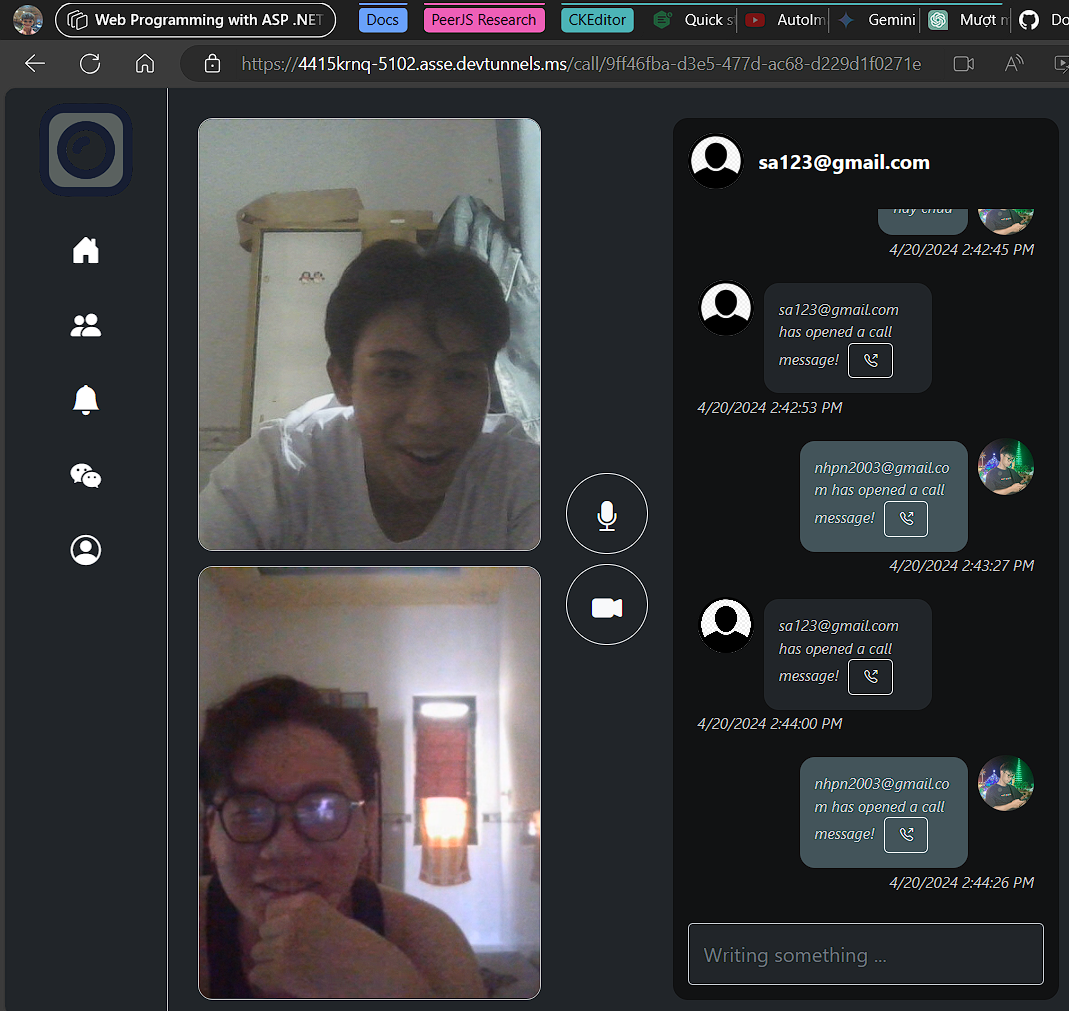 Web Programming with ASP .NET
Docs
PeerJS Research
CKEditor
Quick
AutoIm
Gemini
Mượt
https://4415krnq-5102.asse.devtunnels.ms/call/9ff46fba-d3e5-477d-ac68-d229d1f0271e
sa123@gmail.com
4/20/2024 2:42:45 PM
sa123@gmail.com
has opened a call
message!
4/20/2024 2:42:53 PM
nhpn2003@gmail.co
m has opened a call
message!
4/20/2024 2:43:27 PM
sa123@gmail.com
has opened a call
message!
4/20/2024 2:44:00 PM
nhpn2003@gmail.co
m has opened a call
message!
4/20/2024 2:44:26 PM
Writing something ...